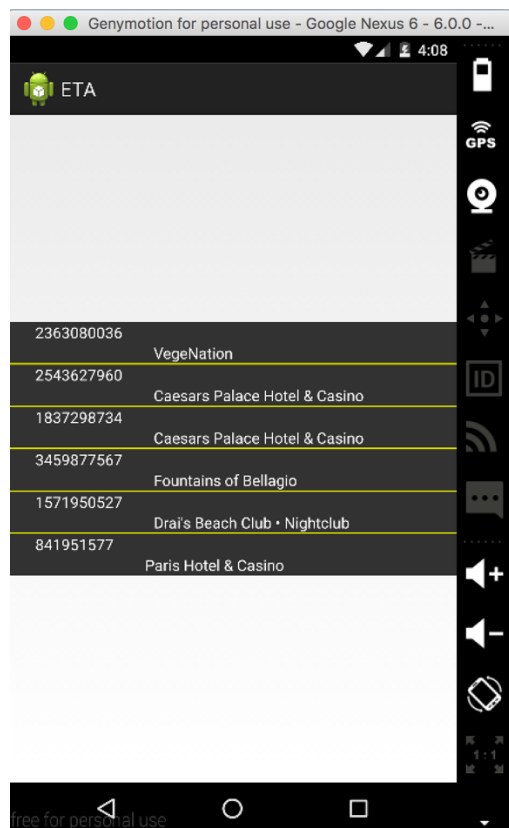 Genymotion for personal use - Google Nexus 6 - 6.0.0 -...
4:08
ETA
GPS
2363080036
VegeNation
2543627960
Caesars Palace Hotel & Casino
ID
1837298734
Caesars Palace Hotel & Casino
3459877567
Fountains of Bellagio
1571950527
Drai's Beach Club • Nightclub
841951577
Paris Hotel & Casino
1:1
free for personal use